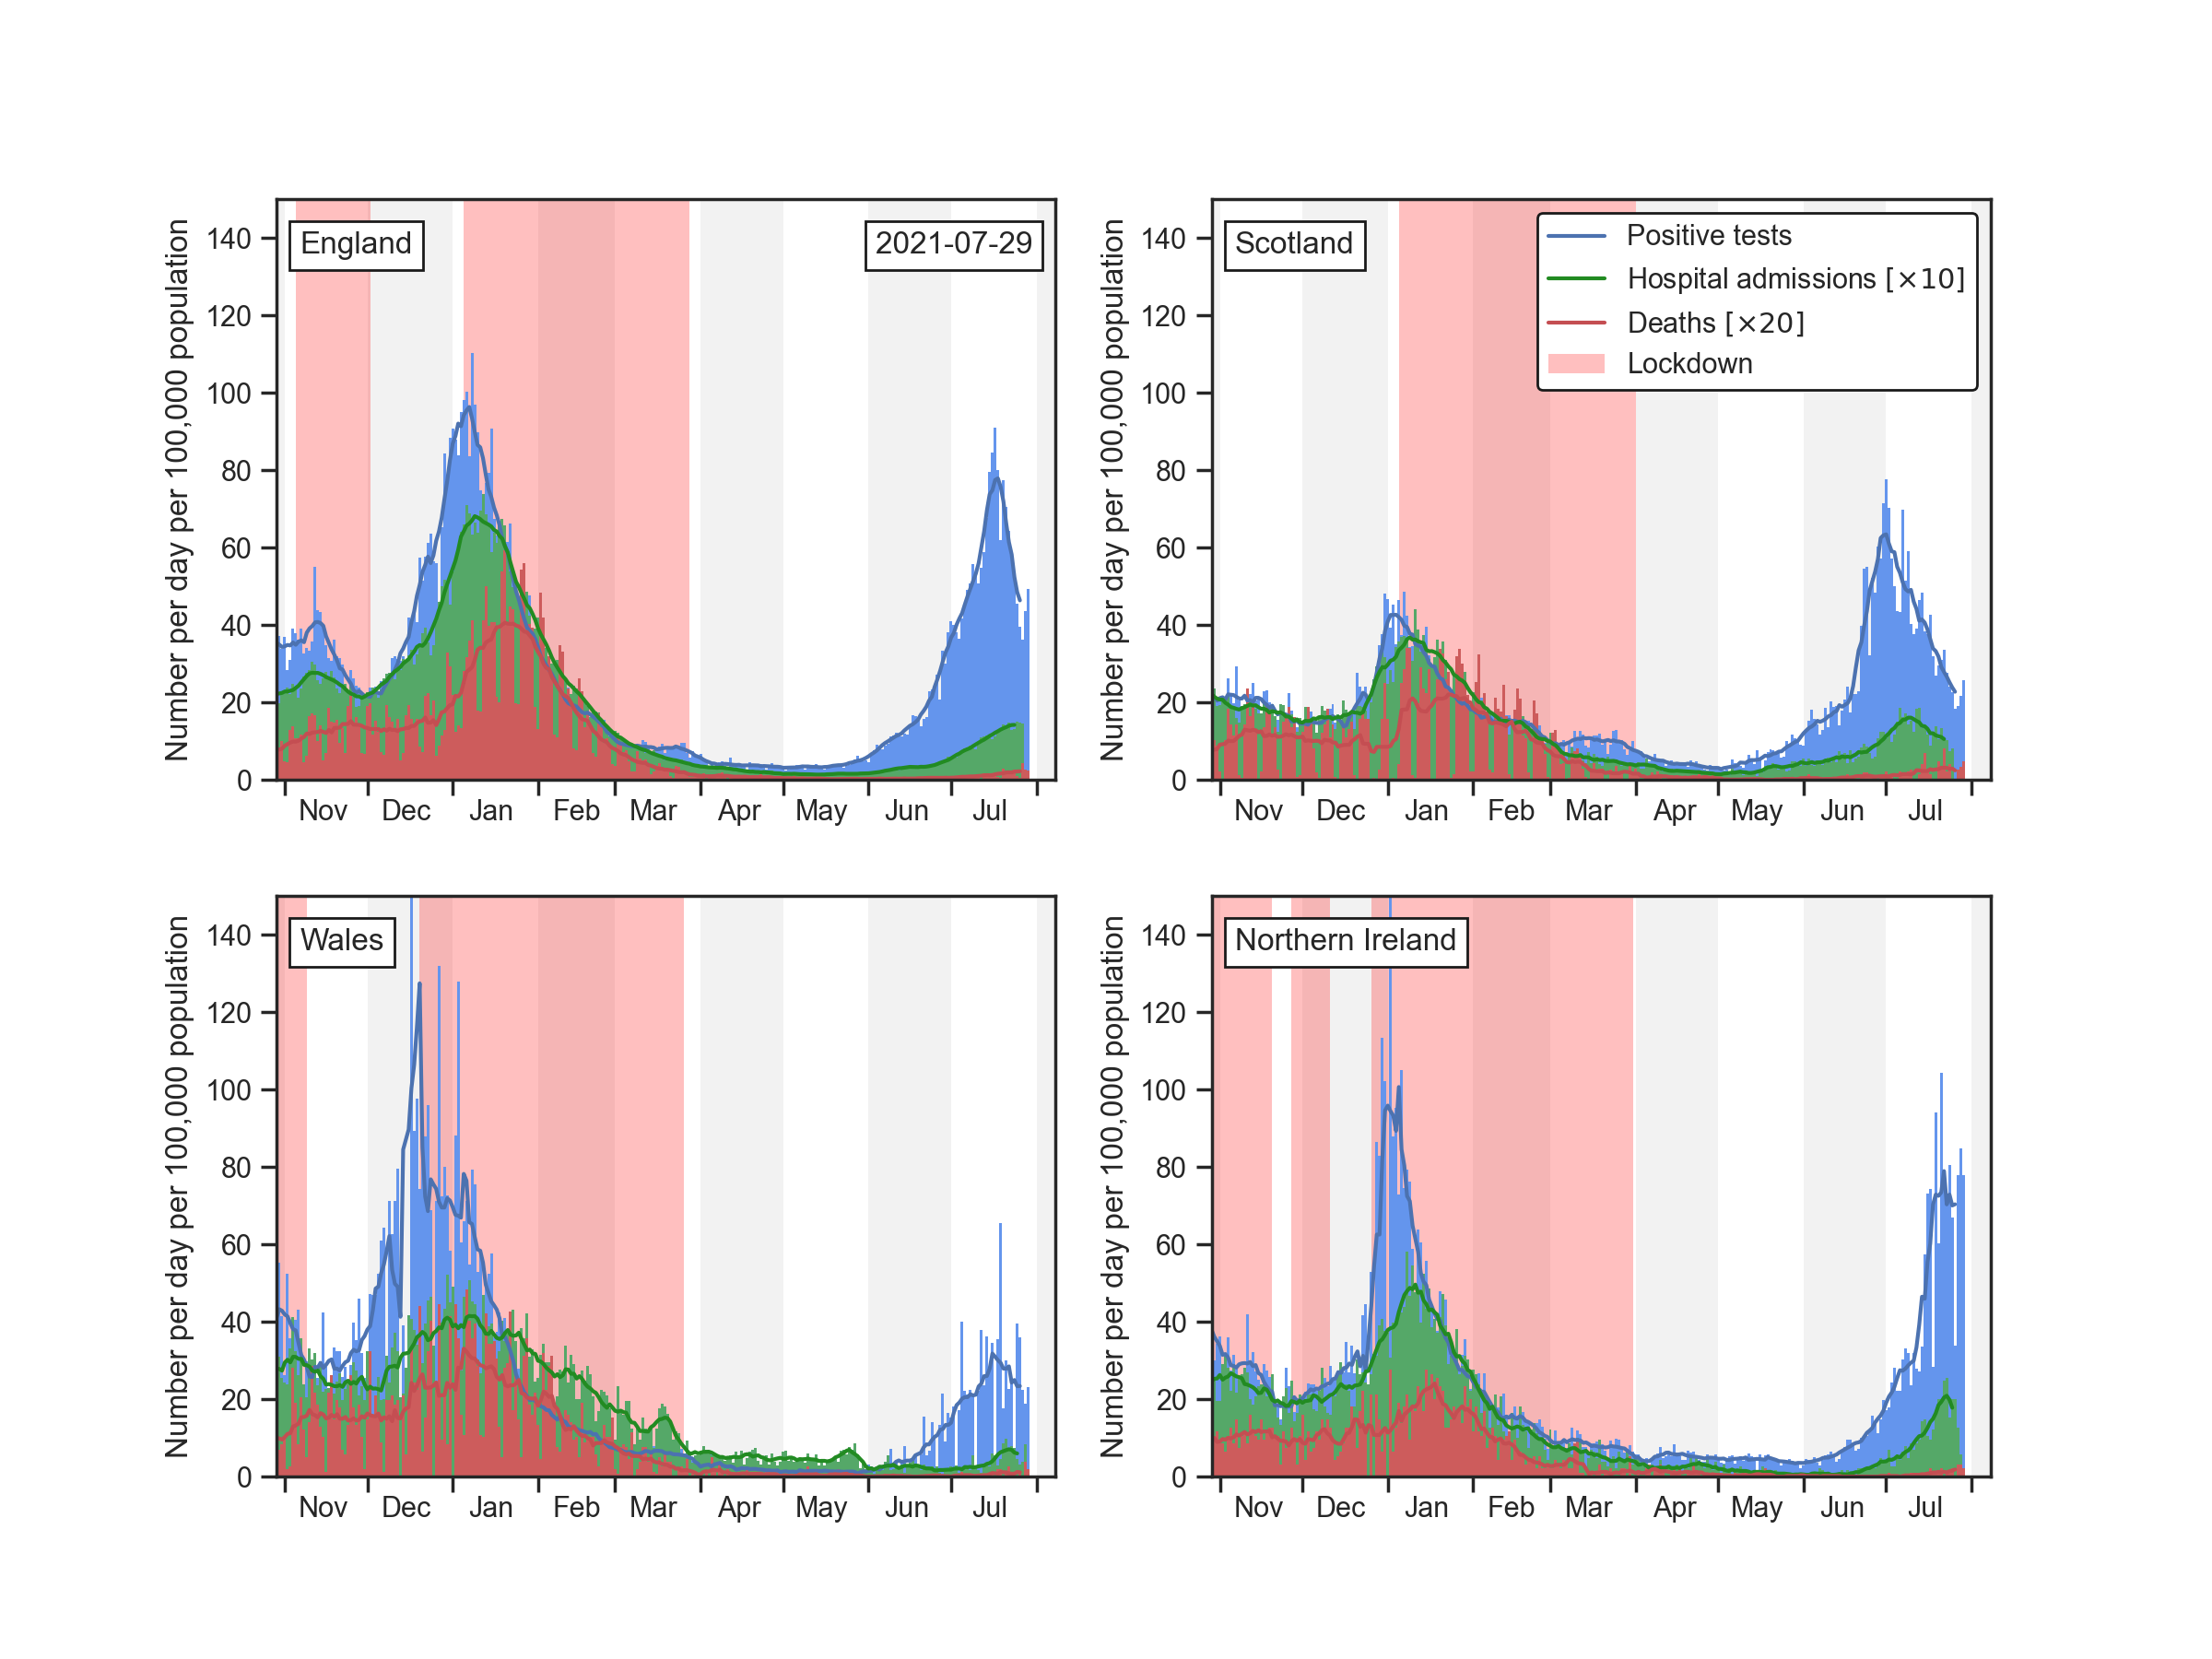 England
2021-07-29
Number per day per 100,000 population
140
120
100
80
60
40
20
0
Nov Dec Jan Feb Mar Apr May Jun Jul
Scotland
Positive tests
Hospital admissions [×10]
Deaths [×20]
Lockdown
Number per day per 100,000 population
140
120
100
80
60
40
20
0
Nov Dec Jan Feb Mar Apr May Jun Jul
Wales
Number per day per 100,000 population
140
120
100
80
60
40
20
0
Nov Dec Jan Feb Mar Apr May Jun Jul
Northern Ireland
Number per day per 100,000 population
140
120
100
80
60
40
20
0
Nov Dec Jan Feb Mar Apr May Jun Jul